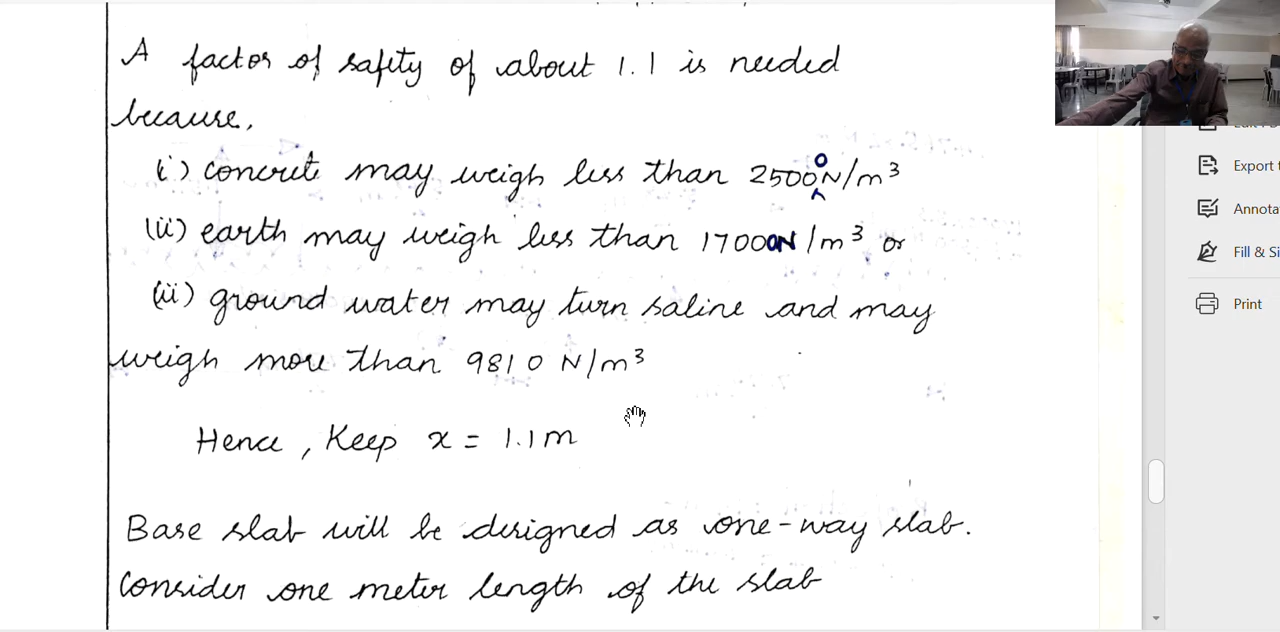 A factor of safety of about 1.1 is needed
because,
(i) concrete may weigh less than 25000N/m³
(ii) earth may weigh less than 17000N/m³ or
(iii) ground water may turn saline and may
weigh more than 9810 N/m³
Hence, Keep x = 1.1m
Base slab will be designed as one-way slab.
Consider one meter length of the slab
Export t
Annota
Fill & Si
Print